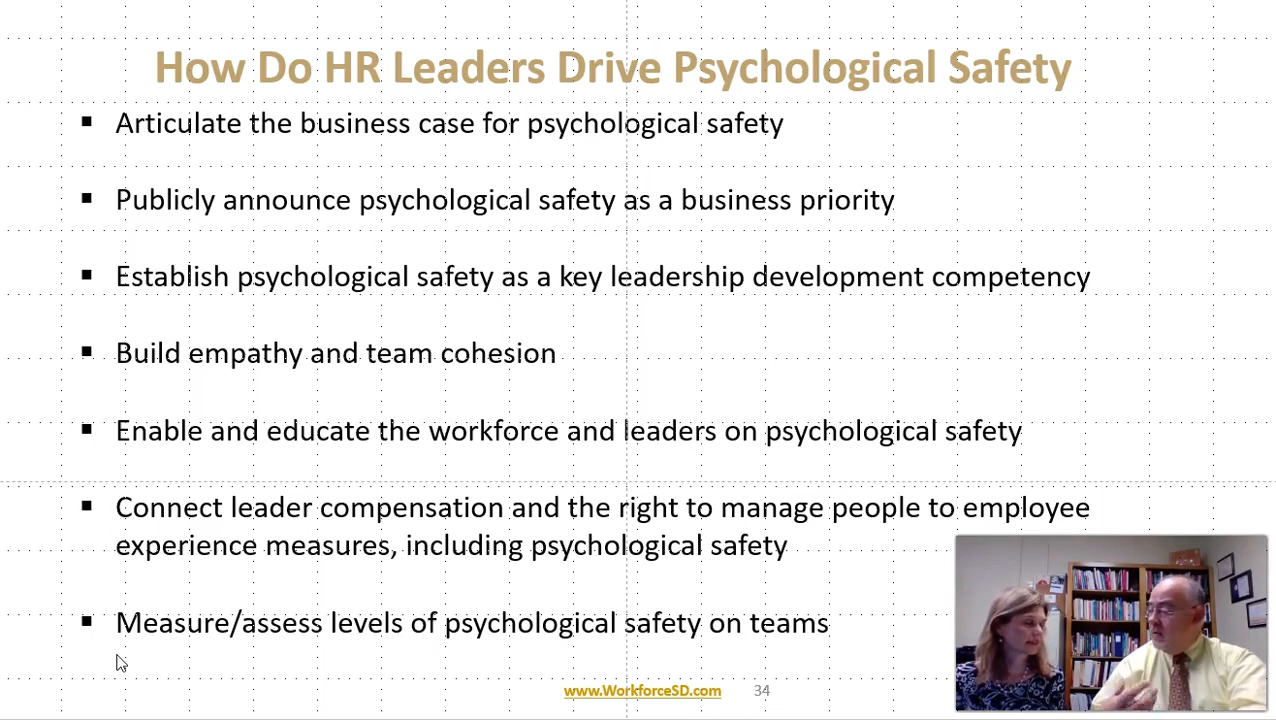 How Do HR Leaders Drive Psychological Safety
▪ Articulate the business case for psychological safety
▪ Publicly announce psychological safety as a business priority
▪ Establish psychological safety as a key leadership development competency
▪ Build empathy and team cohesion
▪ Enable and educate the workforce and leaders on psychological safety
▪ Connect leader compensation and the right to manage people to employee
experience measures, including psychological safety
▪ Measure/assess levels of psychological safety on teams
www.WorkforceSD.com 34